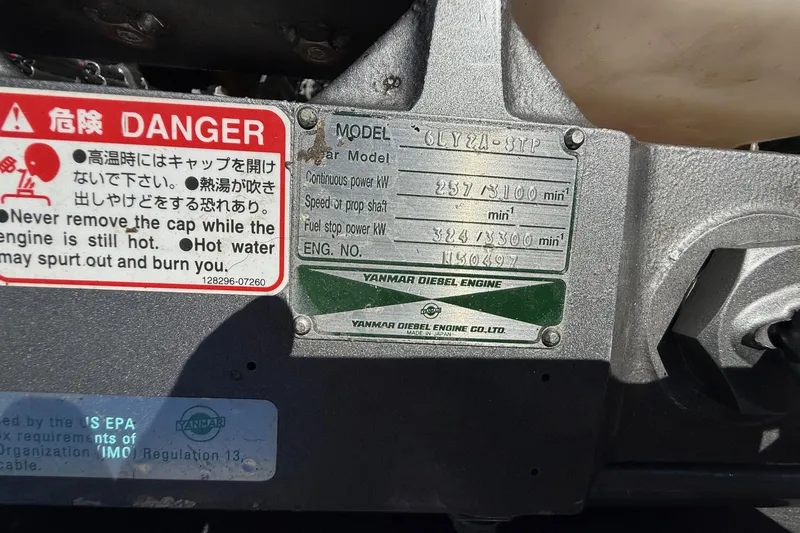 危険 DANGER
●高温時にはキャップを開け
ないで下さい。●熱湯が吹き
出しやけどをする恐れあり。
●Never remove the cap while the
engine is still hot. ●Hot water
may spurt out and burn you.
128296-07260
MODEL 6LY2A-STP
ear Model
Continuous power kW 257/3100 min⁻¹
Speed of prop shaft min⁻¹
Fuel stop power kW 324/3300 min⁻¹
ENG. NO. N30497
YANMAR DIESEL ENGINE
YANMAR DIESEL ENGINE CO.,LTD.
MADE IN JAPAN
sed by the US EPA
x requirements of
Organization (IMO) Regulation 13,
cable.
YANMAR